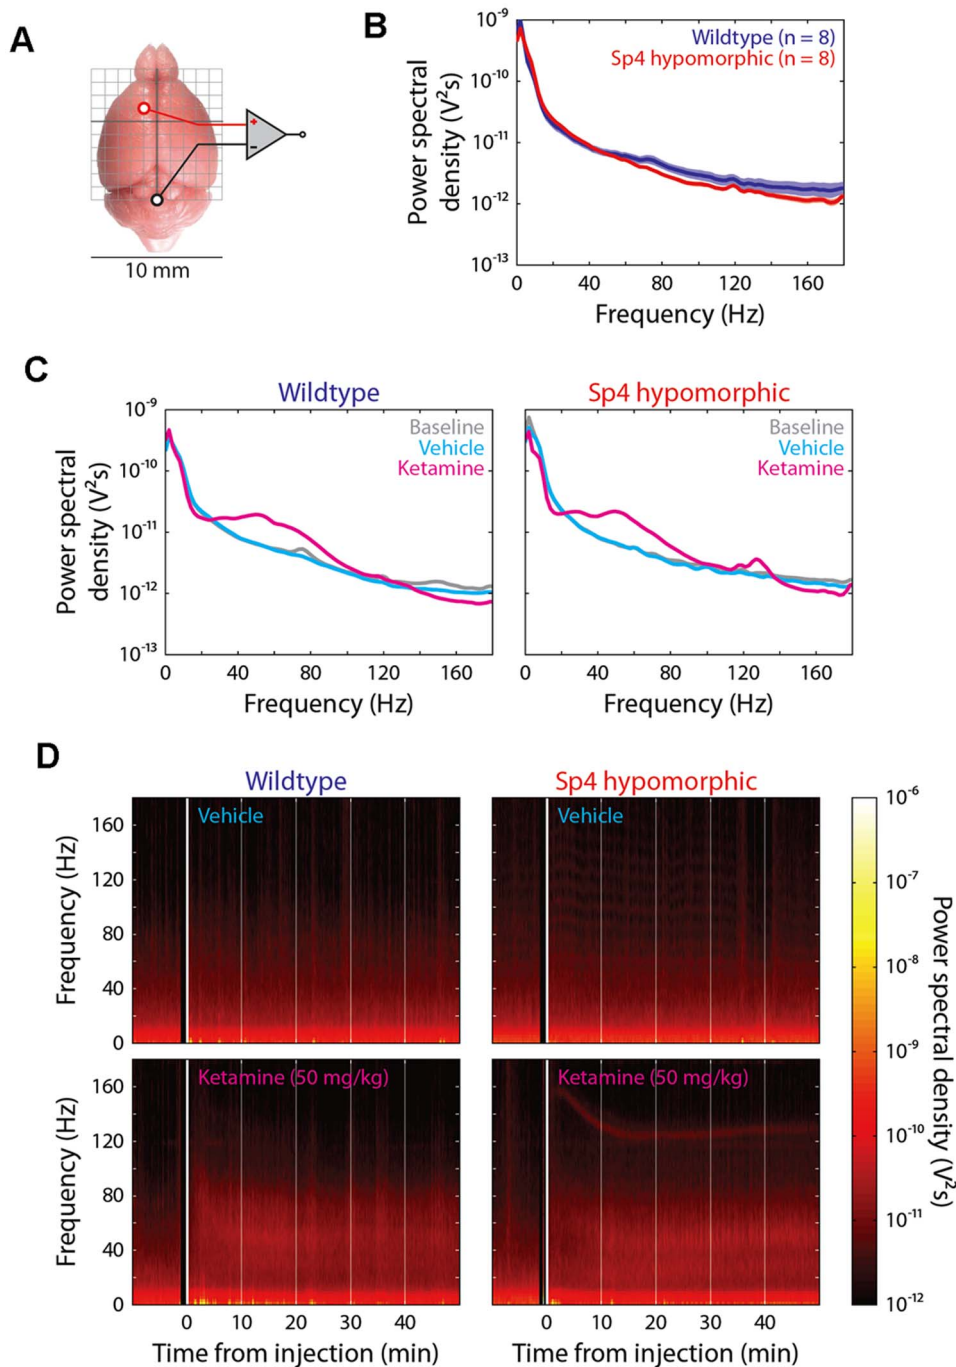 A
+
-
10 mm
B
Wildtype (n = 8)
Sp4 hypomorphic (n = 8)
10⁻⁹
10⁻¹⁰
10⁻¹¹
10⁻¹²
10⁻¹³
Power spectral
density (V²s)
0 40 80 120 160
Frequency (Hz)
C
Wildtype
Baseline
Vehicle
Ketamine
10⁻⁹
10⁻¹⁰
10⁻¹¹
10⁻¹²
10⁻¹³
Power spectral
density (V²s)
0 40 80 120 160
Frequency (Hz)
Sp4 hypomorphic
Baseline
Vehicle
Ketamine
0 40 80 120 160
Frequency (Hz)
D
Wildtype
Sp4 hypomorphic
Vehicle
Vehicle
160
120
80
40
0
Frequency (Hz)
Ketamine (50 mg/kg)
Ketamine (50 mg/kg)
160
120
80
40
0
Frequency (Hz)
0 10 20 30 40
Time from injection (min)
0 10 20 30 40
Time from injection (min)
10⁻⁶
10⁻⁷
10⁻⁸
10⁻⁹
10⁻¹⁰
10⁻¹¹
10⁻¹²
Power spectral density (V²s)